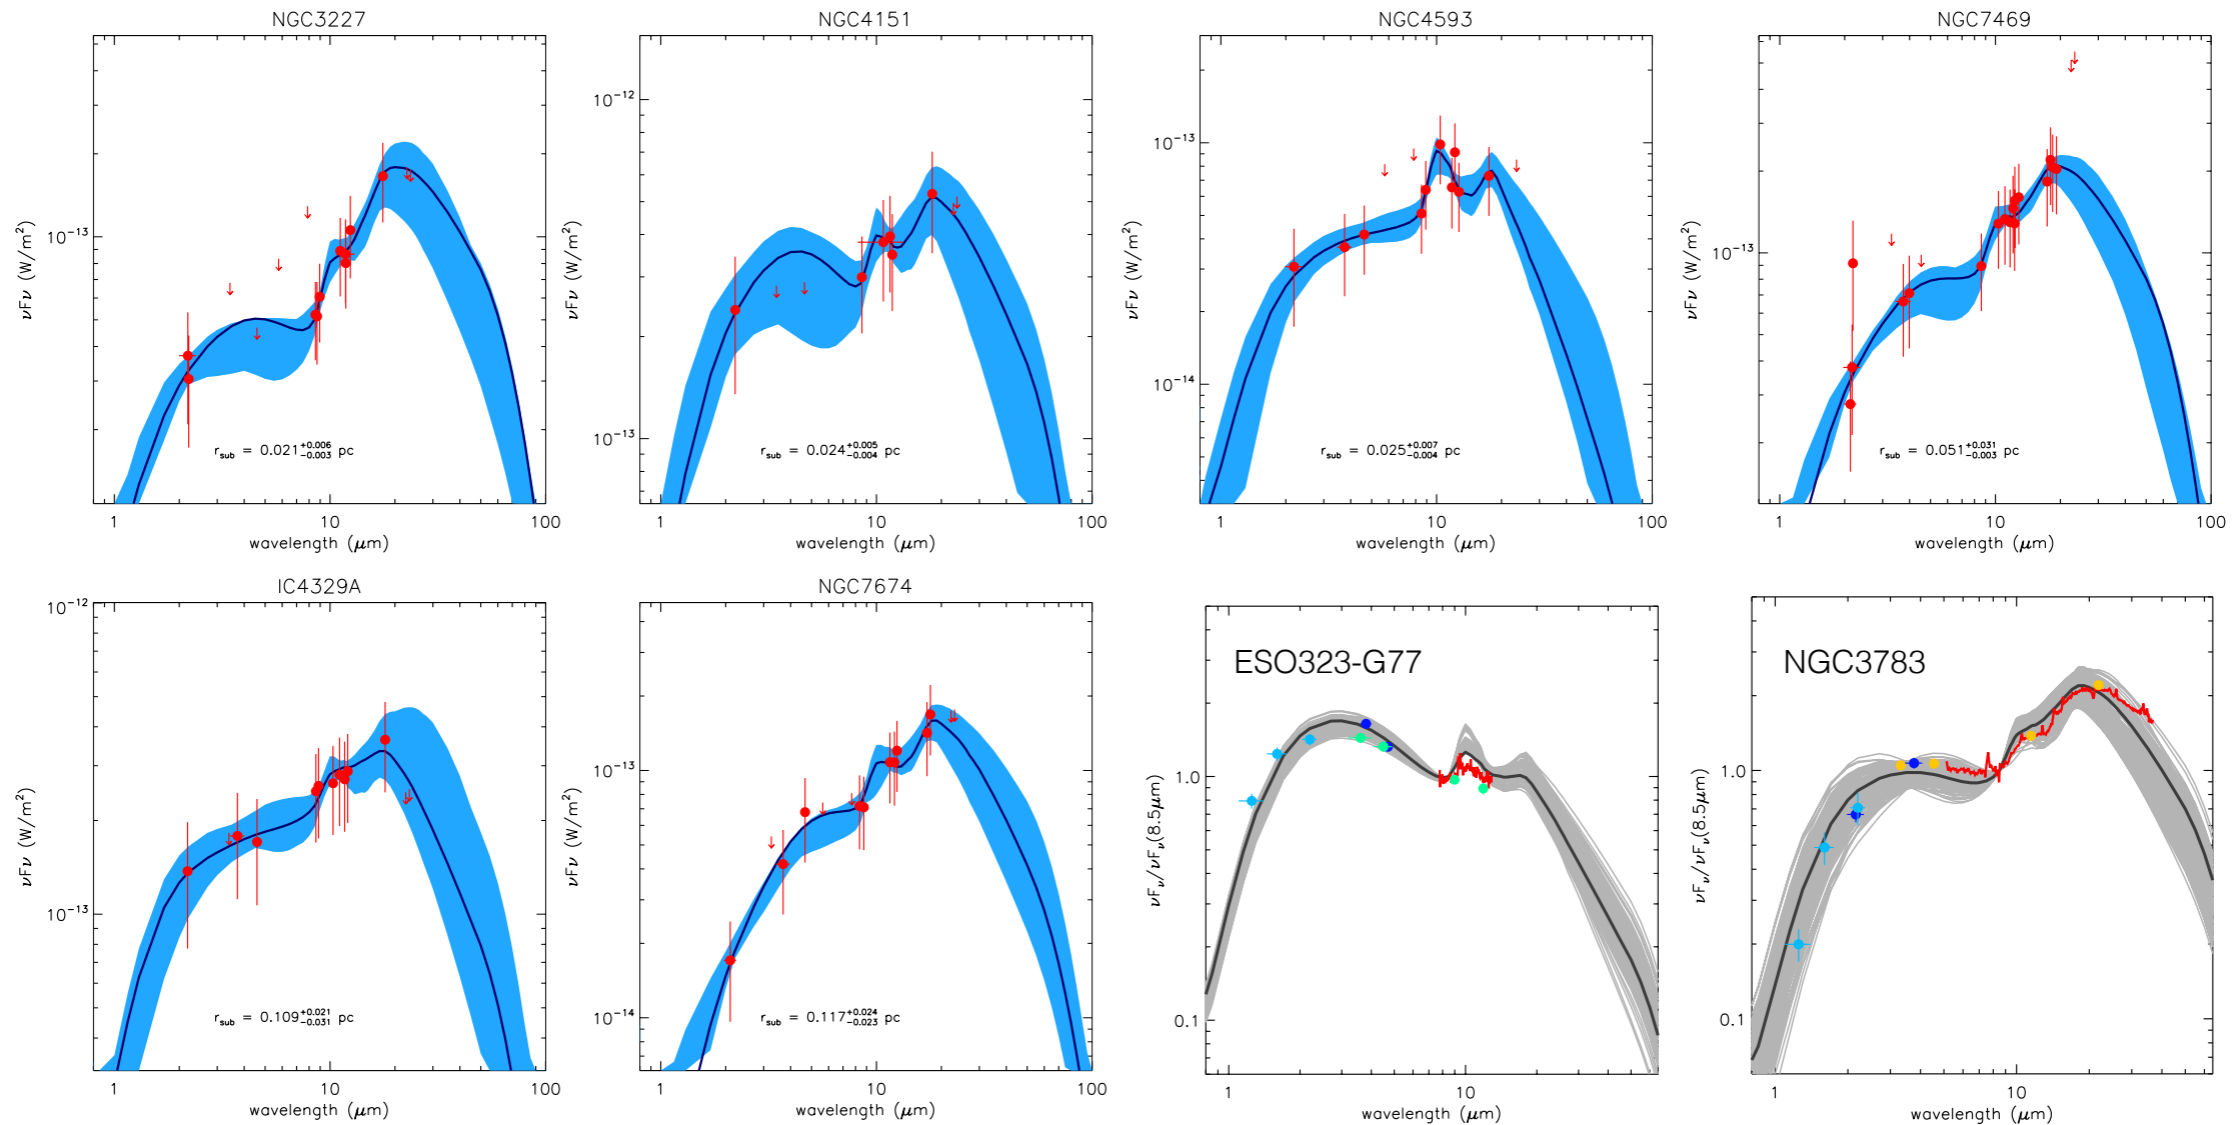 NGC3227
νFν (W/m²)
10⁻¹³
r_sub = 0.021 +0.006 −0.003 pc
1 10 100
wavelength (μm)
NGC4151
νFν (W/m²)
10⁻¹²
10⁻¹³
r_sub = 0.024 +0.005 −0.004 pc
1 10 100
wavelength (μm)
NGC4593
νFν (W/m²)
10⁻¹³
10⁻¹⁴
r_sub = 0.025 +0.007 −0.004 pc
1 10 100
wavelength (μm)
NGC7469
νFν (W/m²)
10⁻¹³
r_sub = 0.051 +0.031 −0.003 pc
1 10 100
wavelength (μm)
IC4329A
νFν (W/m²)
10⁻¹²
10⁻¹³
r_sub = 0.109 +0.021 −0.031 pc
1 10 100
wavelength (μm)
NGC7674
νFν (W/m²)
10⁻¹³
10⁻¹⁴
r_sub = 0.117 +0.024 −0.023 pc
1 10 100
wavelength (μm)
ESO323-G77
νFν/νFν(8.5μm)
1.0
0.1
1 10
wavelength (μm)
NGC3783
νFν/νFν(8.5μm)
1.0
0.1
1 10
wavelength (μm)